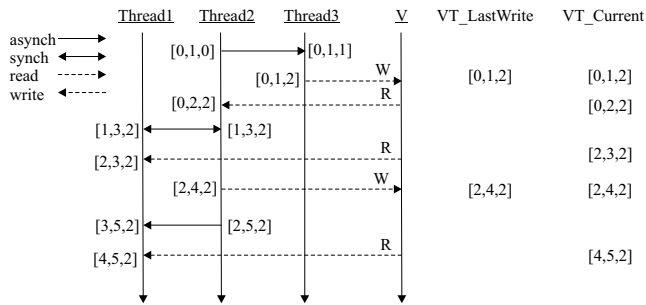 Thread1 Thread2 Thread3 V VT_LastWrite VT_Current
asynch
synch
read
write
[0,1,0] [0,1,1]
[0,1,2] W [0,1,2] [0,1,2]
[0,2,2] R [0,2,2]
[1,3,2] [1,3,2]
[2,3,2] R [2,3,2]
[2,4,2] W [2,4,2] [2,4,2]
[3,5,2] [2,5,2]
[4,5,2] R [4,5,2]